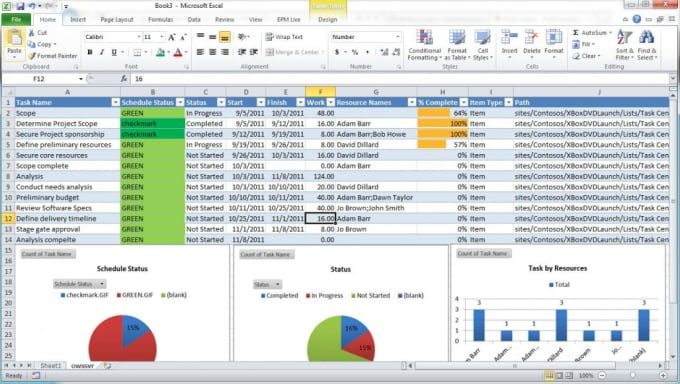 Book3 - Microsoft Excel
Table Tools
File Home Insert Page Layout Formulas Data Review View EPM Live Design
Paste
Calibri 11
General
Number
Wrap Text
Merge & Center
Conditional Formatting
Format as Table
Cell Styles
Insert
Delete
Format
AutoSum
Fill
Clear
Sort & Filter
Find & Select
Clipboard Font Alignment Number Styles Cells Editing
F12 fx 16
A B C D E F G H I J
1 Task Name Schedule Status Status Start Finish Work Resource Names % Complete Item Type Path
2 Scope GREEN In Progress 9/5/2011 10/3/2011 48.00 64% Item sites/Contosos/XBoxDVDLaunch/Lists/Task Cen
3 Determine Project Scope checkmark Completed 9/5/2011 9/12/2011 16.00 Adam Barr 100% Item sites/Contosos/XBoxDVDLaunch/Lists/Task Cen
4 Secure Project sponsorship checkmark Completed 9/12/2011 9/19/2011 8.00 Adam Barr;Bob Howe 100% Item sites/Contosos/XBoxDVDLaunch/Lists/Task Cen
5 Define preliminary resources GREEN In Progress 9/19/2011 9/26/2011 8.00 David Dillard 57% Item sites/Contosos/XBoxDVDLaunch/Lists/Task Cen
6 Secure core resources GREEN Not Started 9/26/2011 10/3/2011 16.00 David Dillard 0% Item sites/Contosos/XBoxDVDLaunch/Lists/Task Cen
7 Scope complete GREEN Not Started 10/3/2011 0.00 Adam Barr 0% Item sites/Contosos/XBoxDVDLaunch/Lists/Task Cen
8 Analysis GREEN Not Started 10/3/2011 11/8/2011 124.00 0% Item sites/Contosos/XBoxDVDLaunch/Lists/Task Cen
9 Conduct needs analysis GREEN Not Started 10/3/2011 10/10/2011 20.00 David Dillard 0% Item sites/Contosos/XBoxDVDLaunch/Lists/Task Cen
10 Preliminary budget GREEN Not Started 10/10/2011 10/11/2011 40.00 Adam Barr;Dawn Taylor 0% Item sites/Contosos/XBoxDVDLaunch/Lists/Task Cen
11 Review Software Specs GREEN Not Started 10/11/2011 10/25/2011 40.00 Jo Brown;John Smith 0% Item sites/Contosos/XBoxDVDLaunch/Lists/Task Cen
12 Define delivery timeline GREEN Not Started 10/25/2011 11/1/2011 16.00 Adam Barr 0% Item sites/Contosos/XBoxDVDLaunch/Lists/Task Cen
13 Stage gate approval GREEN Not Started 11/1/2011 11/8/2011 8.00 Jo Brown 0% Item sites/Contosos/XBoxDVDLaunch/Lists/Task Cen
14 Analysis compelte GREEN Not Started 11/8/2011 0.00 0% Item sites/Contosos/XBoxDVDLaunch/Lists/Task Cen
15
16
17
18
19
20
21
22
23
24
25
Count of Task Name
Schedule Status
Schedule Status
checkmark.GIF GREEN.GIF (blank)
15%
Count of Task Name
Status
Status
Completed In Progress Not Started (blank)
16%
15%
Count of Task Name
Task by Resources
Total
4
3
2
1
0
3 1 1 3 1 1 3
Barr Adam... Adam... Dillard Brown Jo... (blank)
Sheet1 owssvr
Ready 100%